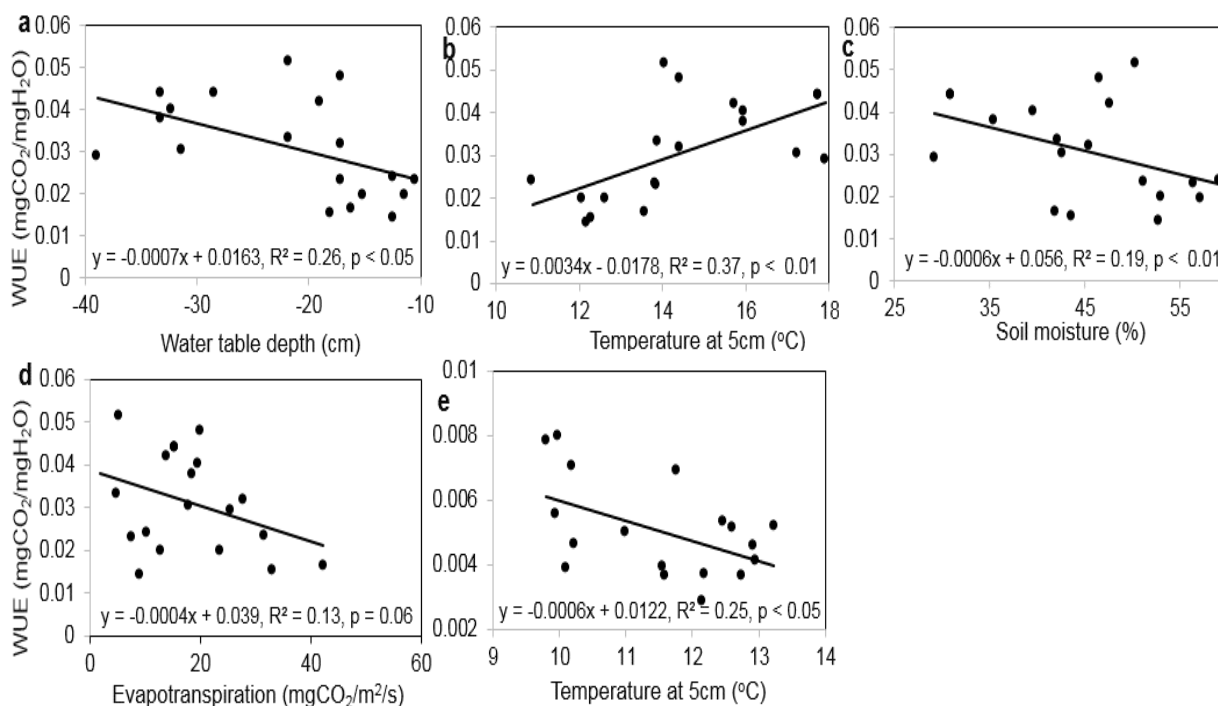 a
WUE (mgCO₂/mgH₂O)
0.06
0.05
0.04
0.03
0.02
0.01
0
y = -0.0007x + 0.0163, R² = 0.26, p < 0.05
-40 -30 -20 -10
Water table depth (cm)
b
0.06
0.05
0.04
0.03
0.02
0.01
0
y = 0.0034x - 0.0178, R² = 0.37, p < 0.01
10 12 14 16 18
Temperature at 5cm (ᵒC)
c
0.06
0.05
0.04
0.03
0.02
0.01
0
y = -0.0006x + 0.056, R² = 0.19, p < 0.01
25 35 45 55
Soil moisture (%)
d
WUE (mgCO₂/mgH₂O)
0.06
0.05
0.04
0.03
0.02
0.01
0
y = -0.0004x + 0.039, R² = 0.13, p = 0.06
0 20 40 60
Evapotranspiration (mgCO₂/m²/s)
e
0.01
0.008
0.006
0.004
0.002
y = -0.0006x + 0.0122, R² = 0.25, p < 0.05
9 10 11 12 13 14
Temperature at 5cm (ᵒC)